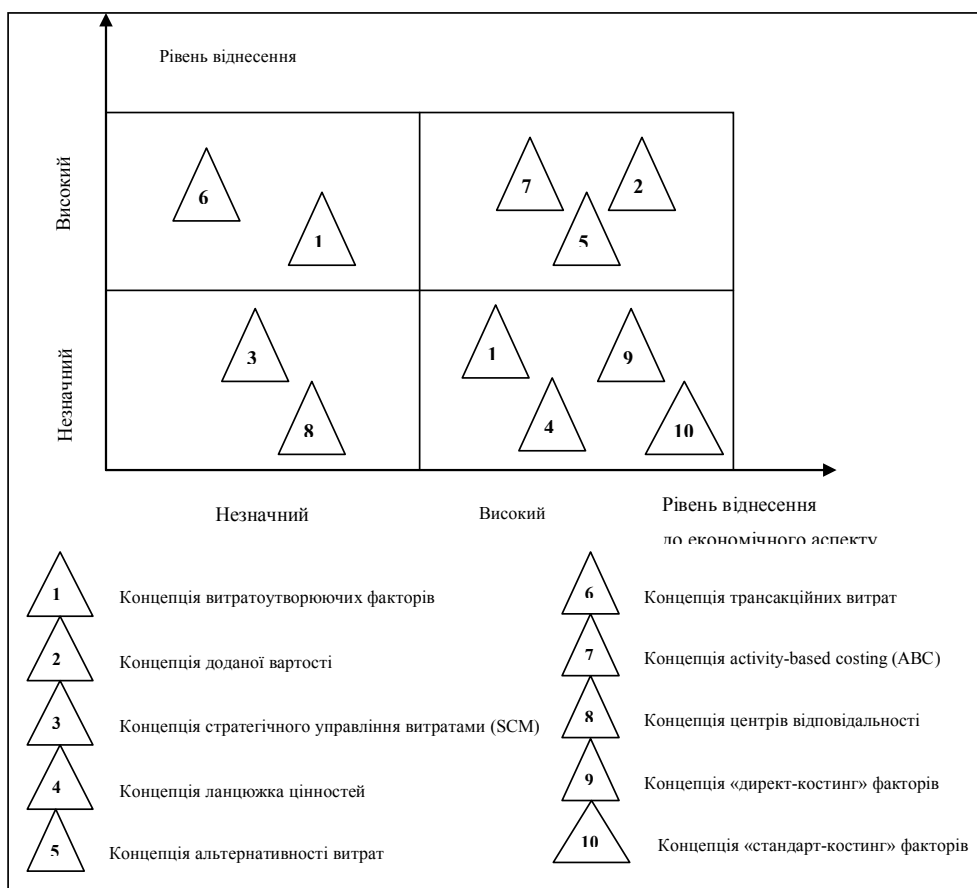 Рівень віднесення
Високий
6
1
7
2
5
Незначний
3
8
1
9
4
10
Незначний
Високий
Рівень віднесення
до економічного аспекту
1
Концепція витратоутворюючих факторів
2
Концепція доданої вартості
3
Концепція стратегічного управління витратами (SCM)
4
Концепція ланцюжка цінностей
5
Концепція альтернативності витрат
6
Концепція трансакційних витрат
7
Концепція activity-based costing (ABC)
8
Концепція центрів відповідальності
9
Концепція «директ-костинг» факторів
10
Концепція «стандарт-костинг» факторів